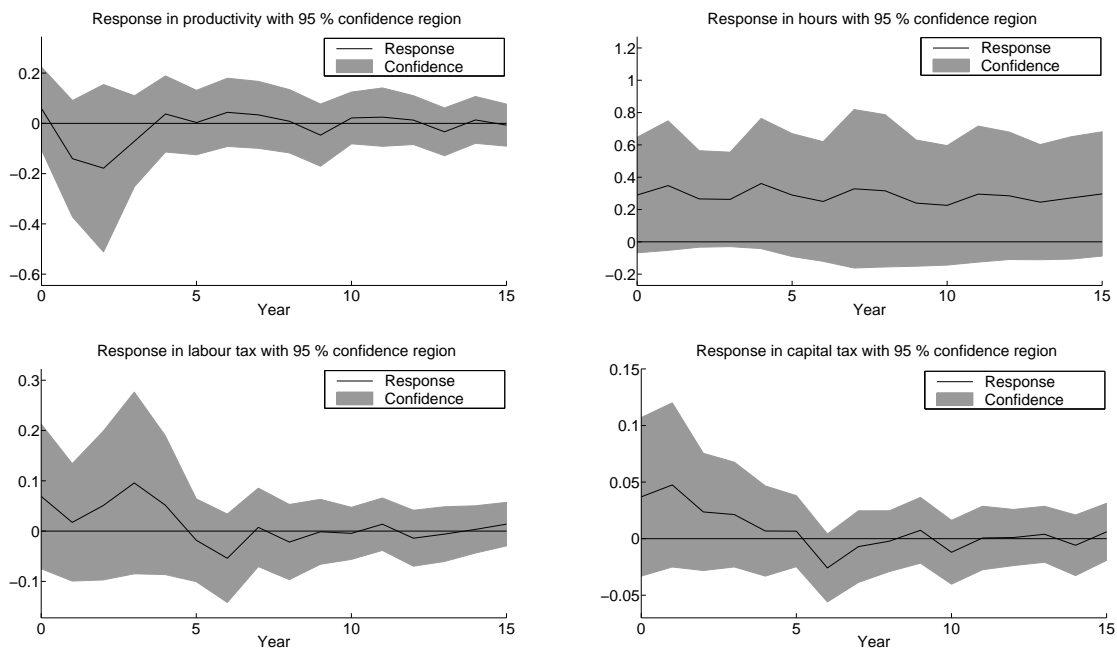 Response in productivity with 95 % confidence region
Response
Confidence
0.2
0
−0.2
−0.4
−0.6
0
5
10
15
Year
Response in hours with 95 % confidence region
Response
Confidence
1.2
1
0.8
0.6
0.4
0.2
0
−0.2
0
5
10
15
Year
Response in labour tax with 95 % confidence region
Response
Confidence
0.3
0.2
0.1
0
−0.1
0
5
10
15
Year
Response in capital tax with 95 % confidence region
Response
Confidence
0.15
0.1
0.05
0
−0.05
0
5
10
15
Year